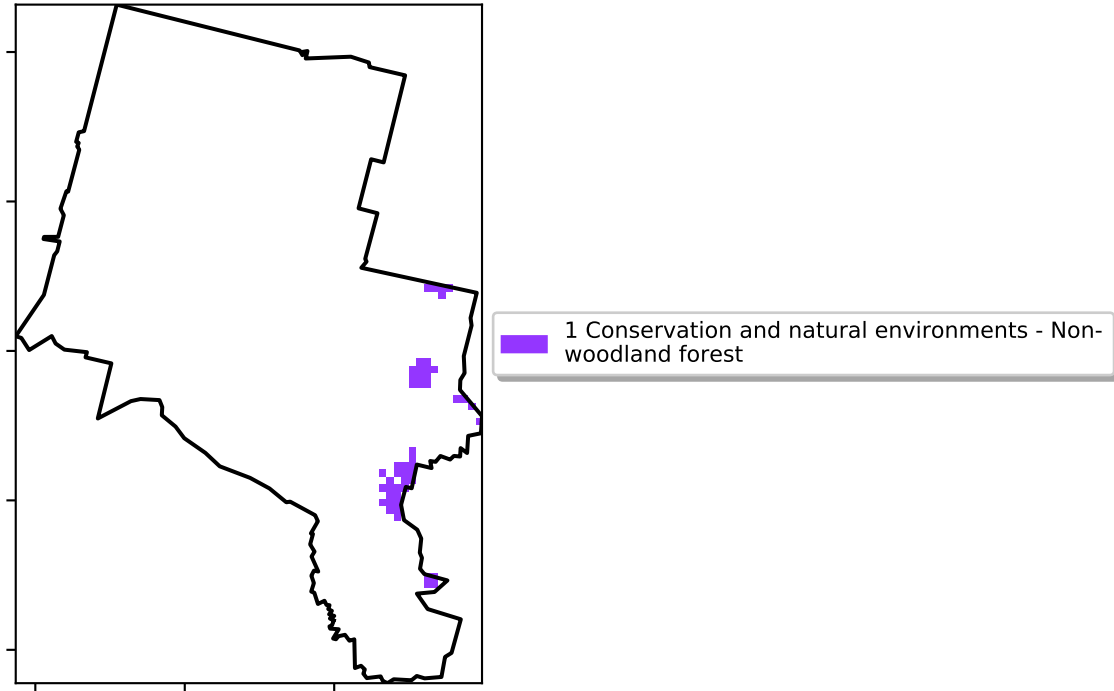 1 Conservation and natural environments - Non-
woodland forest